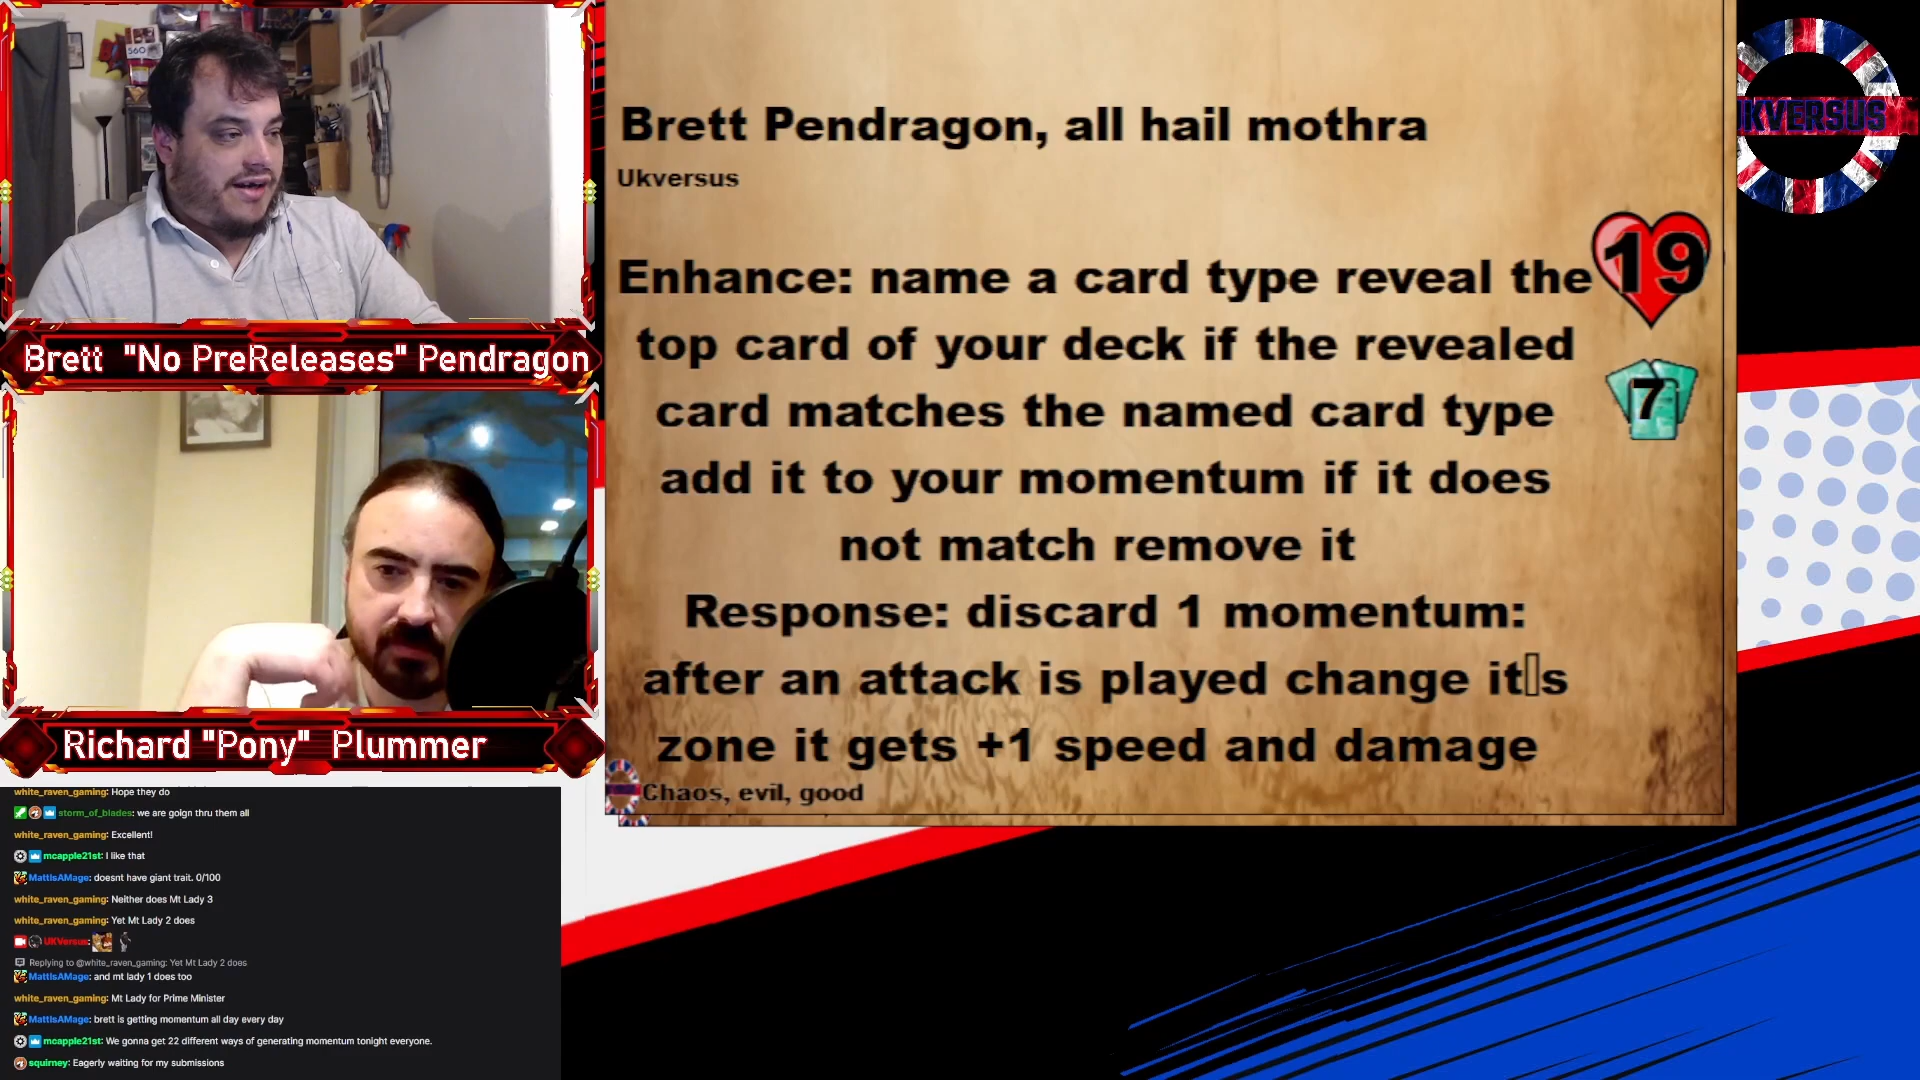 560
Brett "No PreReleases" Pendragon
Richard "Pony" Plummer
white_raven_gaming: Hope they do
storm_of_blades: we are goign thru them all
white_raven_gaming: Excellent!
mcapple21st: I like that
MattIsAMage: doesnt have giant trait. 0/100
white_raven_gaming: Neither does Mt Lady 3
white_raven_gaming: Yet Mt Lady 2 does
UKVersus:
Replying to @white_raven_gaming: Yet Mt Lady 2 does
MattIsAMage: and mt lady 1 does too
white_raven_gaming: Mt Lady for Prime Minister
MattIsAMage: brett is getting momentum all day every day
mcapple21st: We gonna get 22 different ways of generating momentum tonight everyone.
squirney: Eagerly waiting for my submissions
Brett Pendragon, all hail mothra
Ukversus
Enhance: name a card type reveal the
top card of your deck if the revealed
card matches the named card type
add it to your momentum if it does
not match remove it
Response: discard 1 momentum:
after an attack is played change it▯s
zone it gets +1 speed and damage
Chaos, evil, good
19
7
UKVERSUS